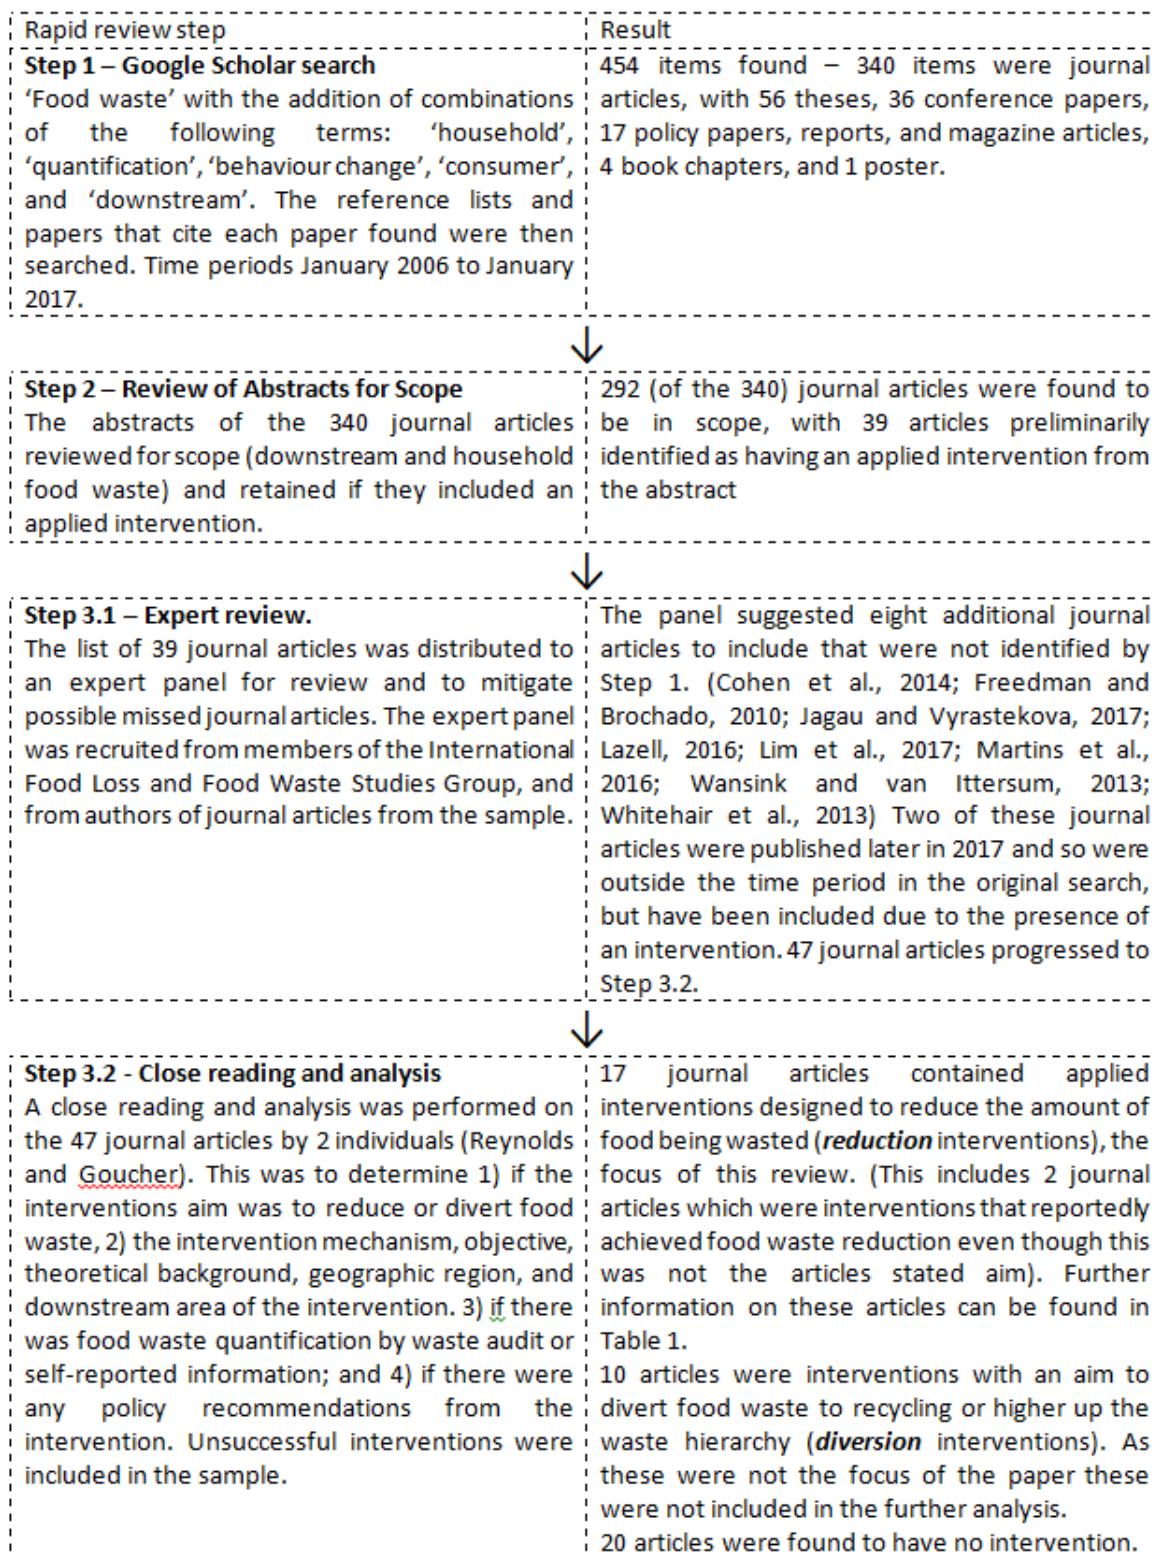 Rapid review step
Result
Step 1 – Google Scholar search
‘Food waste’ with the addition of combinations
of the following terms: ‘household’,
‘quantification’, ‘behaviour change’, ‘consumer’,
and ‘downstream’. The reference lists and
papers that cite each paper found were then
searched. Time periods January 2006 to January
2017.
454 items found – 340 items were journal
articles, with 56 theses, 36 conference papers,
17 policy papers, reports, and magazine articles,
4 book chapters, and 1 poster.
Step 2 – Review of Abstracts for Scope
The abstracts of the 340 journal articles
reviewed for scope (downstream and household
food waste) and retained if they included an
applied intervention.
292 (of the 340) journal articles were found to
be in scope, with 39 articles preliminarily
identified as having an applied intervention from
the abstract
Step 3.1 – Expert review.
The list of 39 journal articles was distributed to
an expert panel for review and to mitigate
possible missed journal articles. The expert panel
was recruited from members of the International
Food Loss and Food Waste Studies Group, and
from authors of journal articles from the sample.
The panel suggested eight additional journal
articles to include that were not identified by
Step 1. (Cohen et al., 2014; Freedman and
Brochado, 2010; Jagau and Vyrastekova, 2017;
Lazell, 2016; Lim et al., 2017; Martins et al.,
2016; Wansink and van Ittersum, 2013;
Whitehair et al., 2013) Two of these journal
articles were published later in 2017 and so were
outside the time period in the original search,
but have been included due to the presence of
an intervention. 47 journal articles progressed to
Step 3.2.
Step 3.2 - Close reading and analysis
A close reading and analysis was performed on
the 47 journal articles by 2 individuals (Reynolds
and Goucher). This was to determine 1) if the
interventions aim was to reduce or divert food
waste, 2) the intervention mechanism, objective,
theoretical background, geographic region, and
downstream area of the intervention. 3) if there
was food waste quantification by waste audit or
self-reported information; and 4) if there were
any policy recommendations from the
intervention. Unsuccessful interventions were
included in the sample.
17 journal articles contained applied
interventions designed to reduce the amount of
food being wasted (reduction interventions), the
focus of this review. (This includes 2 journal
articles which were interventions that reportedly
achieved food waste reduction even though this
was not the articles stated aim). Further
information on these articles can be found in
Table 1.
10 articles were interventions with an aim to
divert food waste to recycling or higher up the
waste hierarchy (diversion interventions). As
these were not the focus of the paper these
were not included in the further analysis.
20 articles were found to have no intervention.